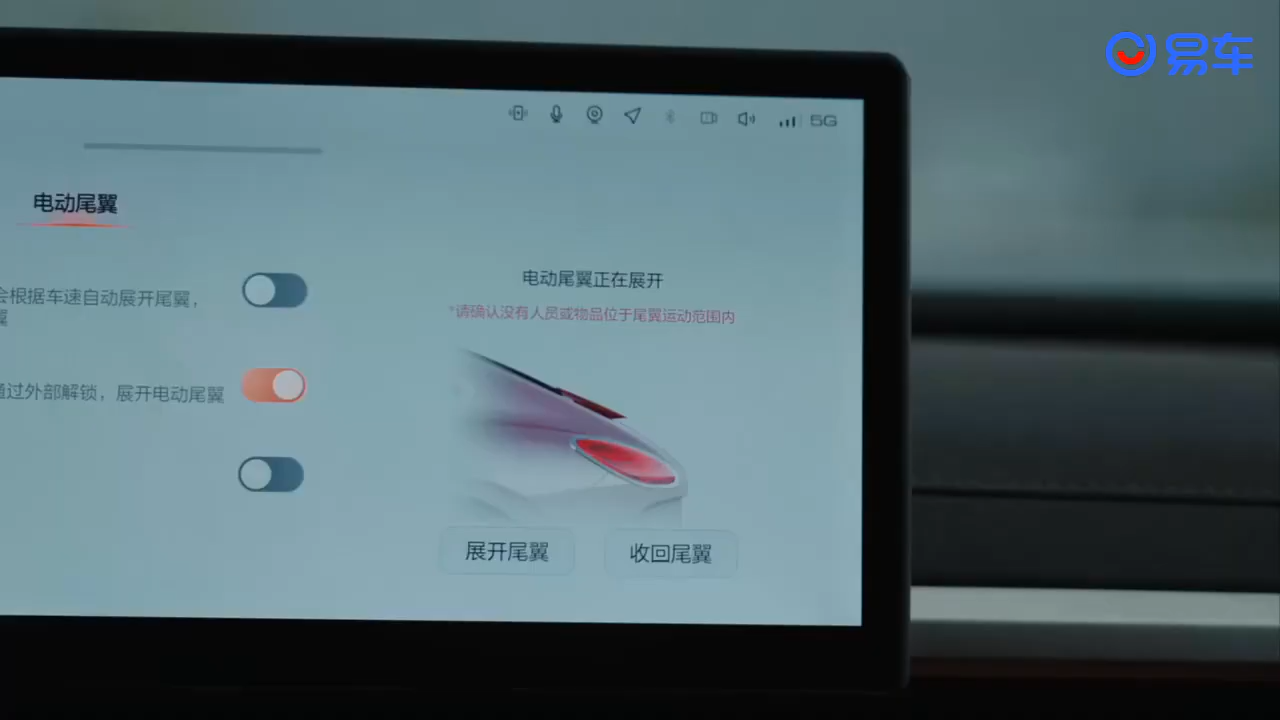 易车
5G
电动尾翼
会根据车速自动展开尾翼，
翼
通过外部解锁，展开电动尾翼
电动尾翼正在展开
*请确认没有人员或物品位于尾翼运动范围内
展开尾翼
收回尾翼